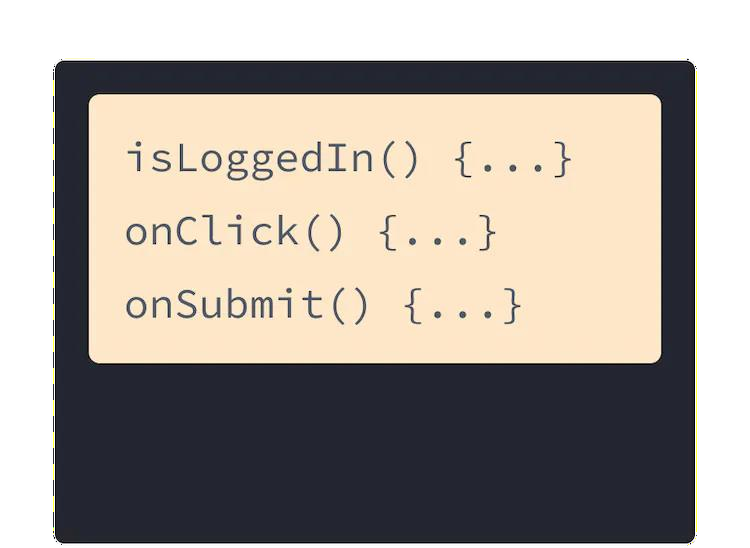 isLoggedIn() {...}
onClick() {...}
onSubmit() {...}